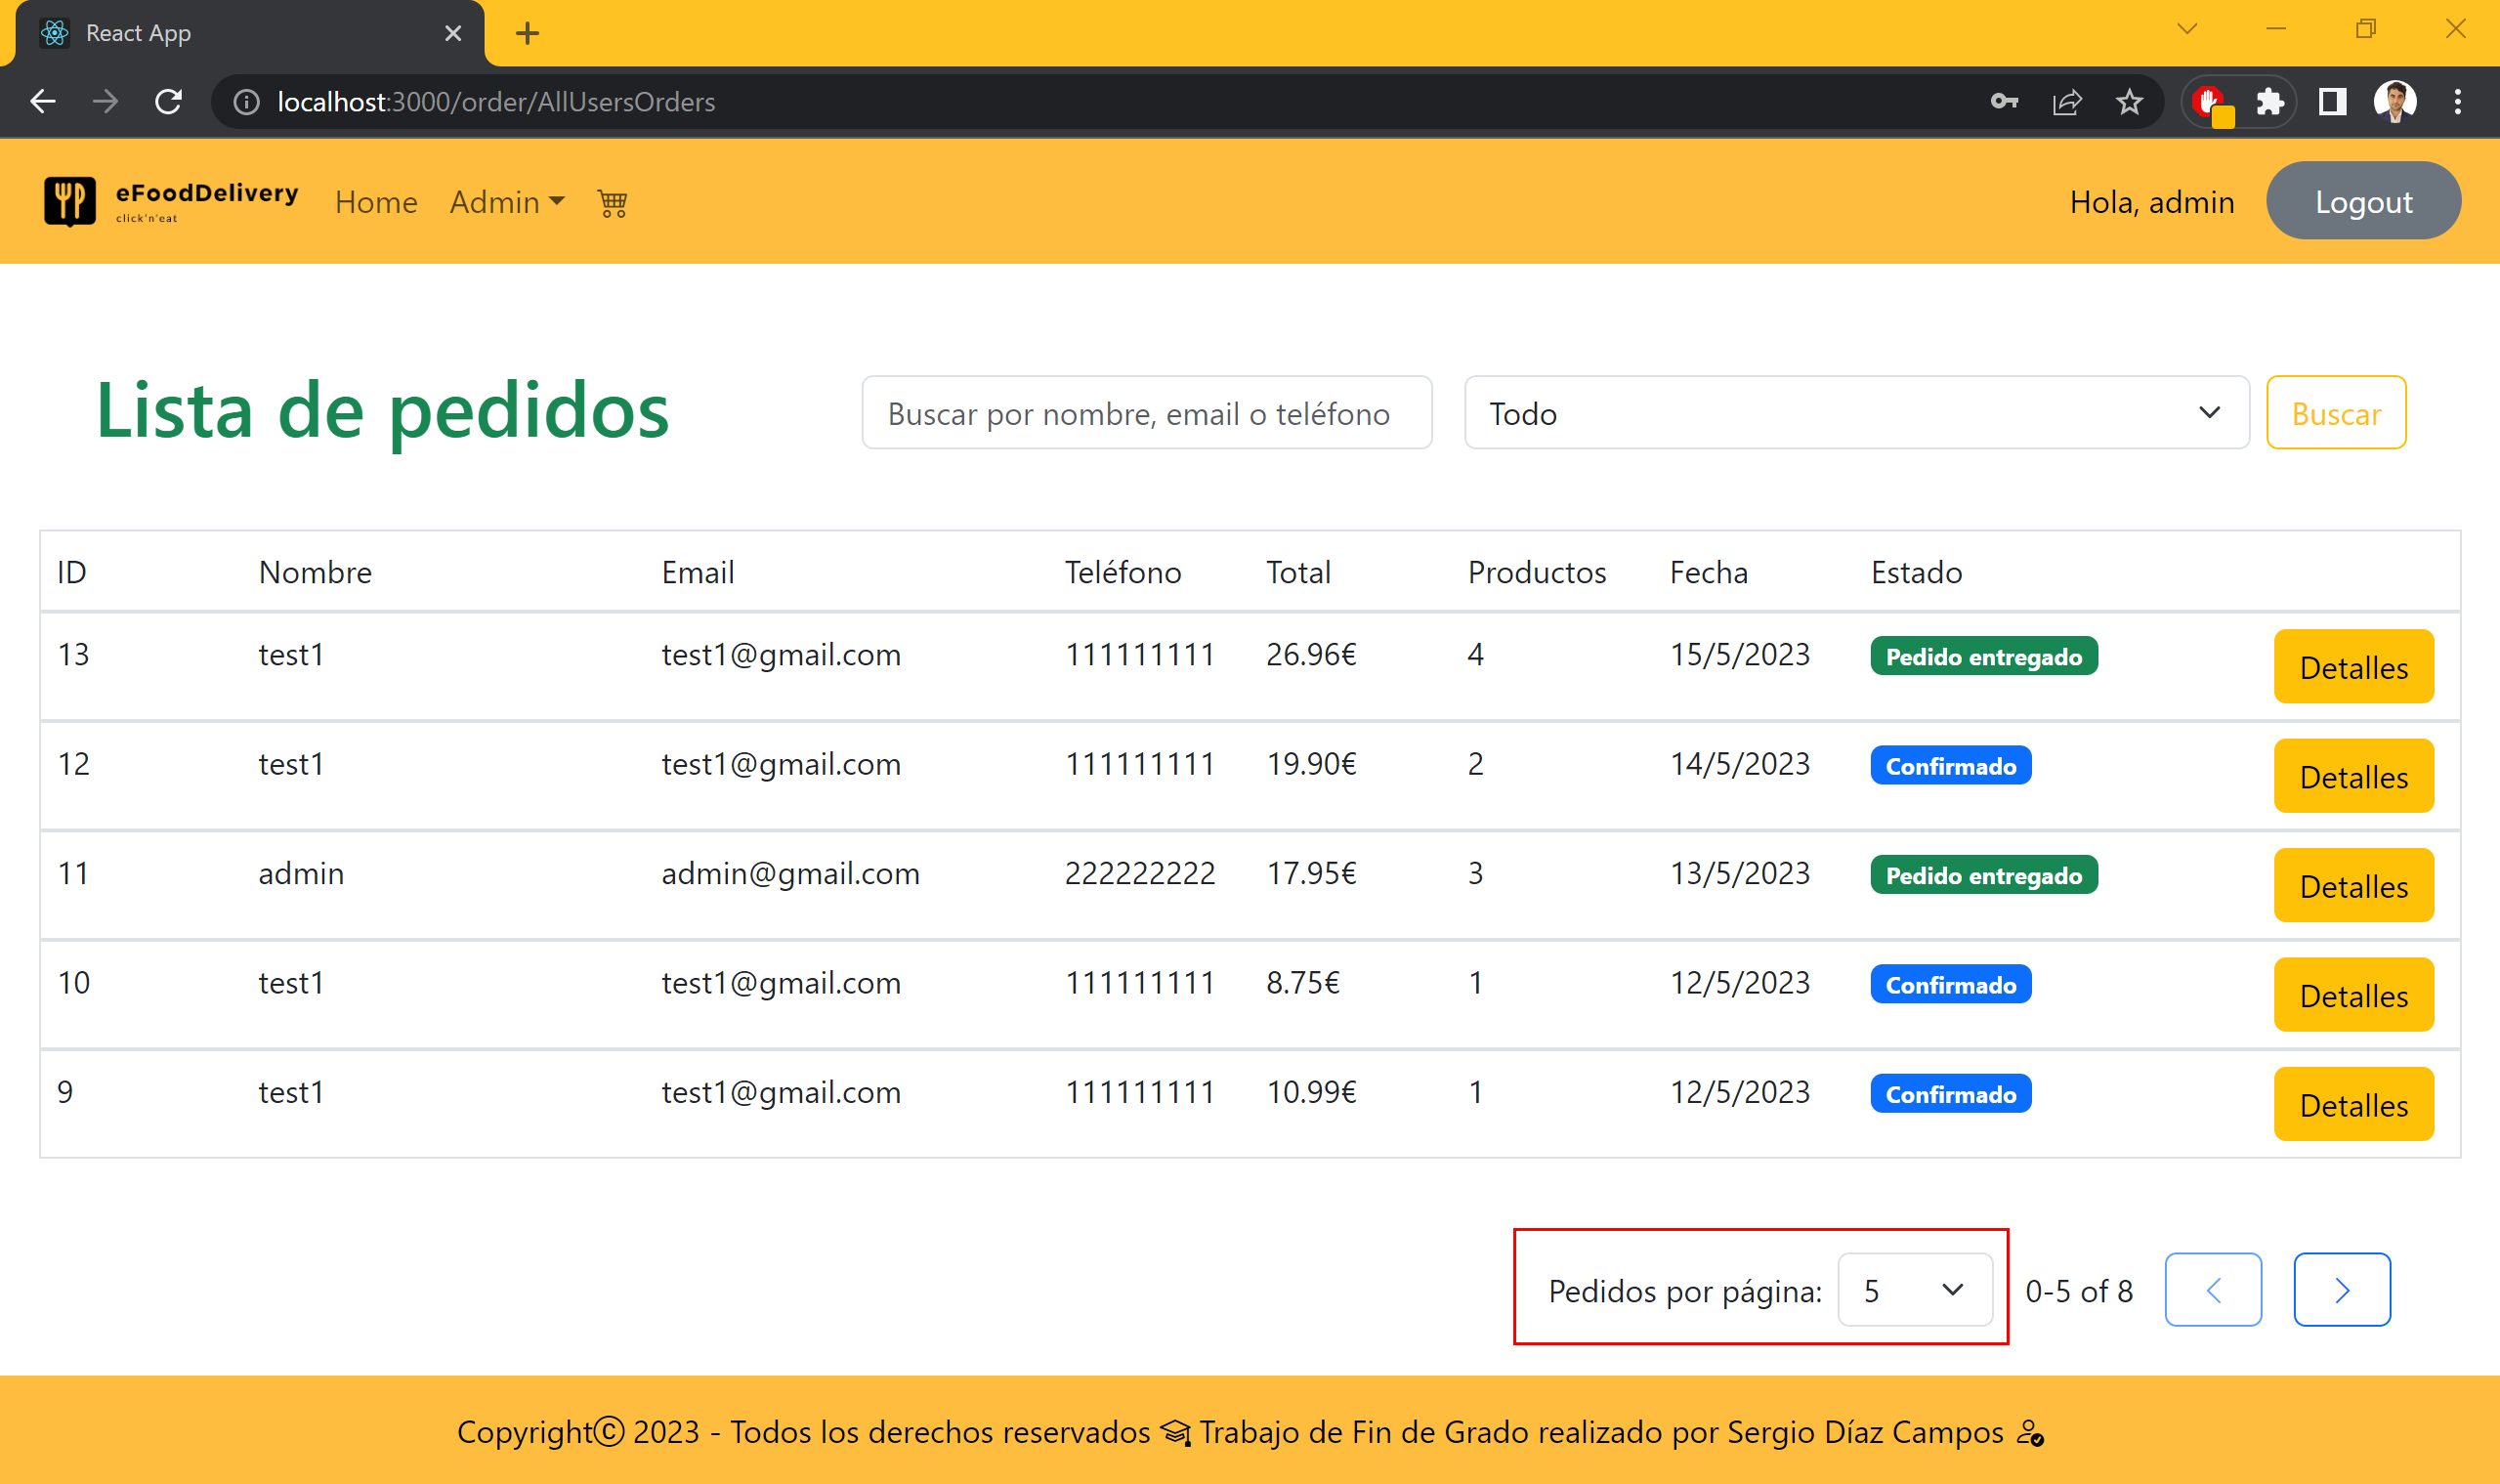 React App
localhost:3000/order/AllUsersOrders
eFoodDelivery
click'n'eat
Home
Admin
Hola, admin
Logout
Lista de pedidos
Buscar por nombre, email o teléfono
Todo
Buscar
ID Nombre Email Teléfono Total Productos Fecha Estado
13 test1 test1@gmail.com 111111111 26.96€ 4 15/5/2023 Pedido entregado Detalles
12 test1 test1@gmail.com 111111111 19.90€ 2 14/5/2023 Confirmado Detalles
11 admin admin@gmail.com 222222222 17.95€ 3 13/5/2023 Pedido entregado Detalles
10 test1 test1@gmail.com 111111111 8.75€ 1 12/5/2023 Confirmado Detalles
9 test1 test1@gmail.com 111111111 10.99€ 1 12/5/2023 Confirmado Detalles
Pedidos por página: 5 0-5 of 8
Copyright© 2023 - Todos los derechos reservados Trabajo de Fin de Grado realizado por Sergio Díaz Campos